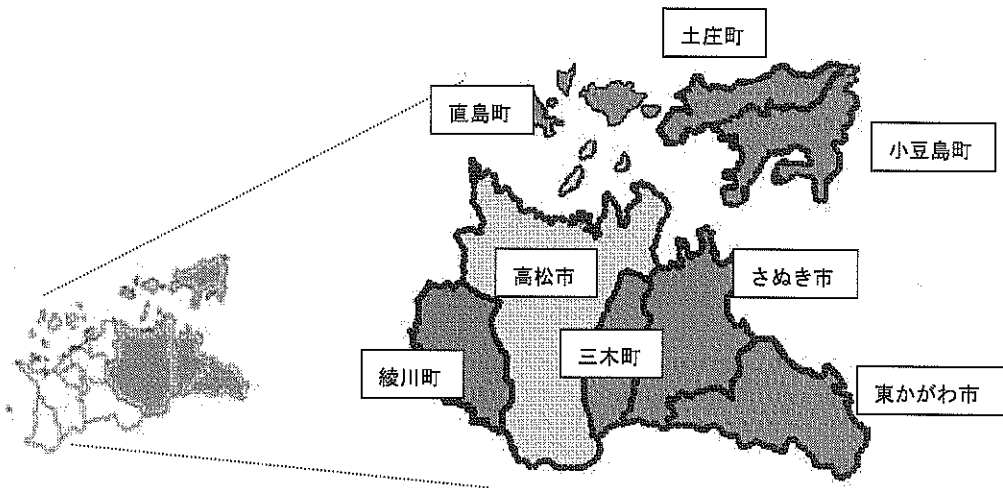 土庄町
直島町
小豆島町
高松市
さぬき市
三木町
綾川町
東かがわ市